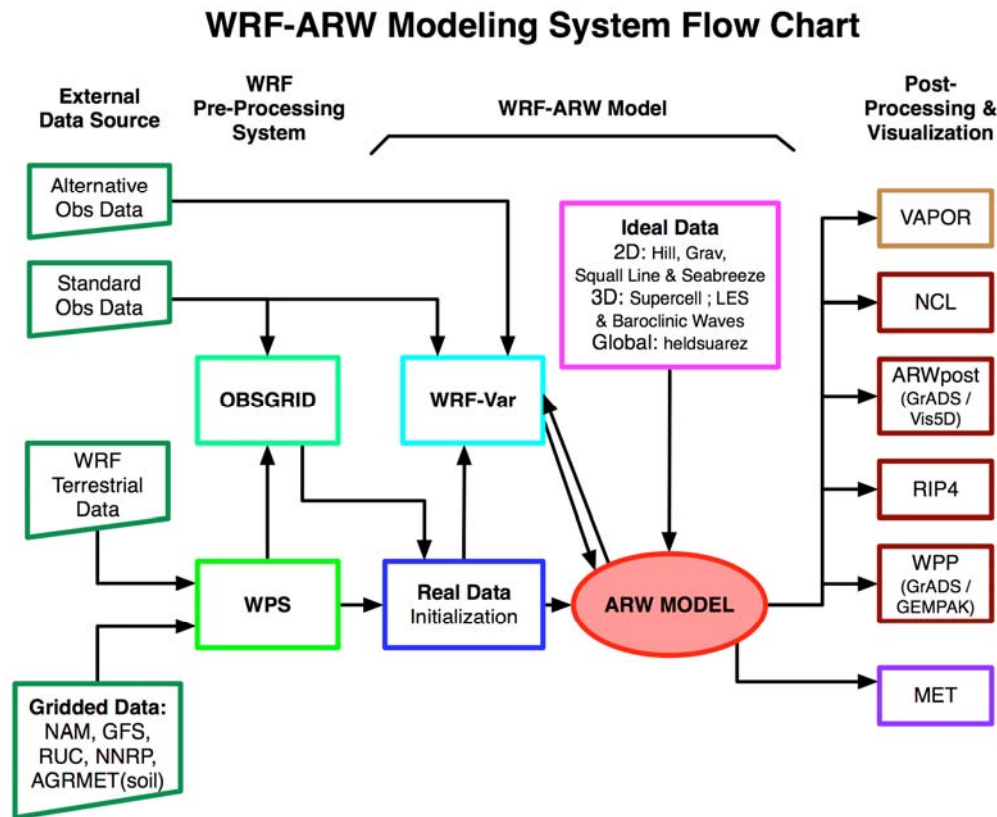 WRF-ARW Modeling System Flow Chart
External
Data Source
WRF
Pre-Processing
System
WRF-ARW Model
Post-
Processing &
Visualization
Alternative
Obs Data
Standard
Obs Data
WRF
Terrestrial
Data
Gridded Data:
NAM, GFS,
RUC, NNRP,
AGRMET(soil)
OBSGRID
WPS
WRF-Var
Real Data
Initialization
Ideal Data
2D: Hill, Grav,
Squall Line & Seabreeze
3D: Supercell ; LES
& Baroclinic Waves
Global: heldsuarez
ARW MODEL
VAPOR
NCL
ARWpost
(GrADS /
Vis5D)
RIP4
WPP
(GrADS /
GEMPAK)
MET